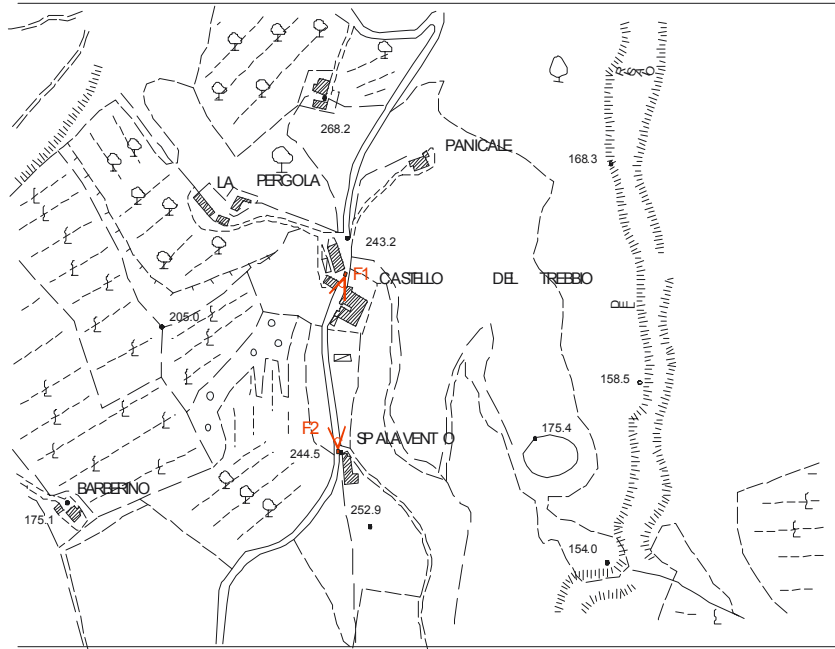 268.2
PANICALE
168.3
LA PERGOLA
243.2
F1
CASTELLO DEL TREBBIO
DE
205.0
158.5
F2
SPALAVENTO
175.4
244.5
BARBERINO
175.1
252.9
154.0